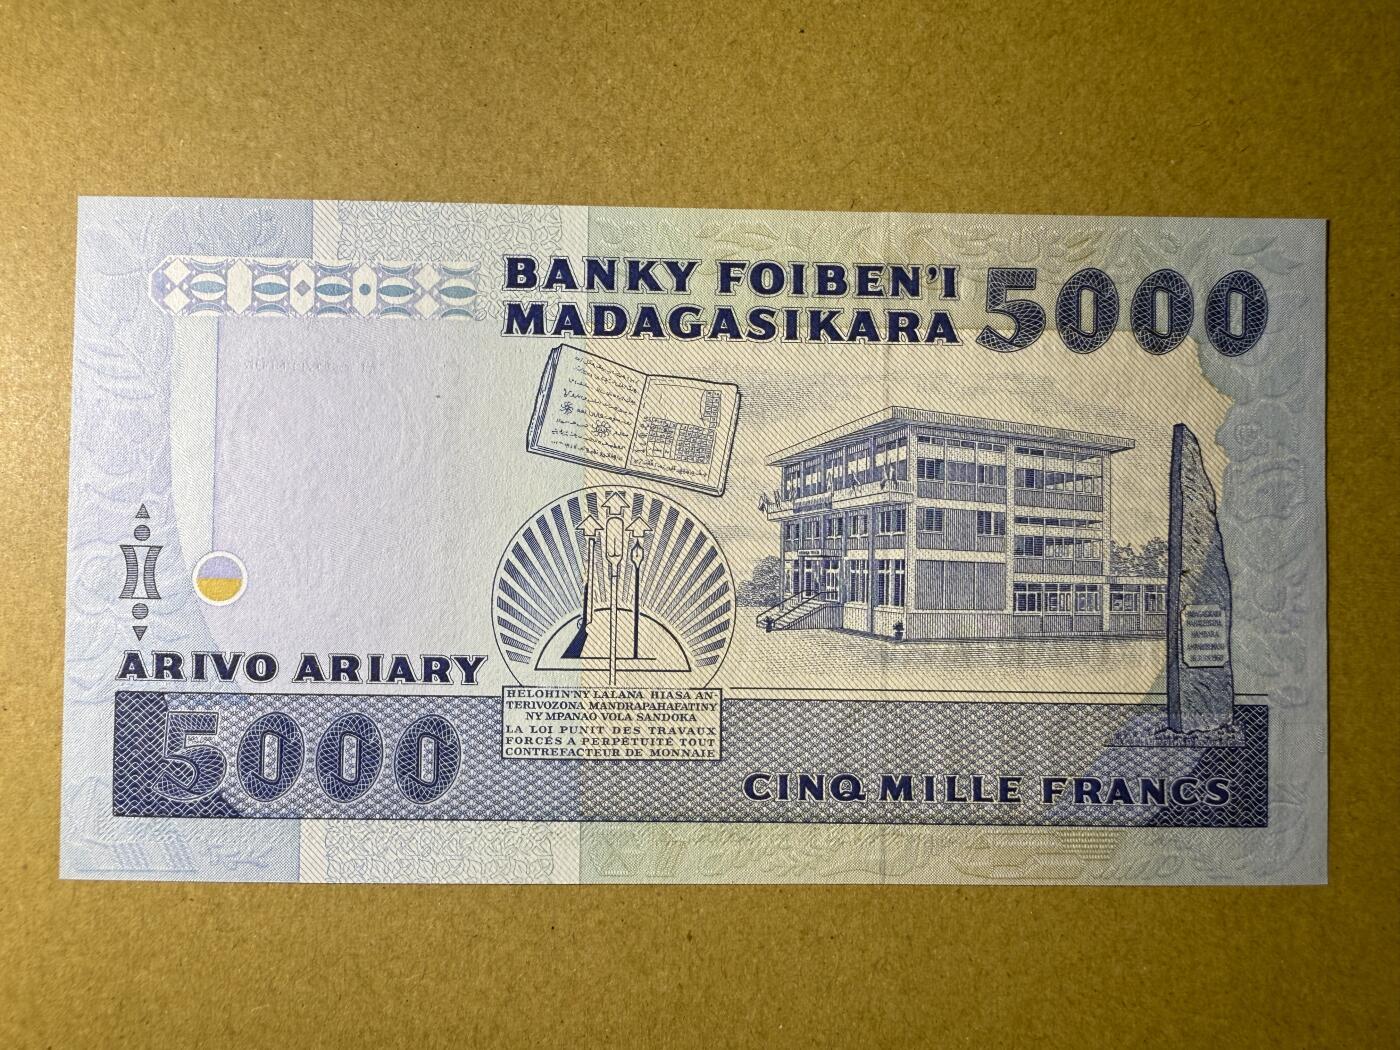 BANKY FOIBEN'I
MADAGASIKARA
5000
ARIVO ARIARY
5000
HELOHIN'NY LALANA HIASA AN-
TERIVOZONA MANDRAPAHAFATINY
NY MPANAO VOLA SANDOKA
LA LOI PUNIT DES TRAVAUX
FORCÉS A PERPÉTUITÉ TOUT
CONTREFACTEUR DE MONNAIE
CINQ MILLE FRANCS